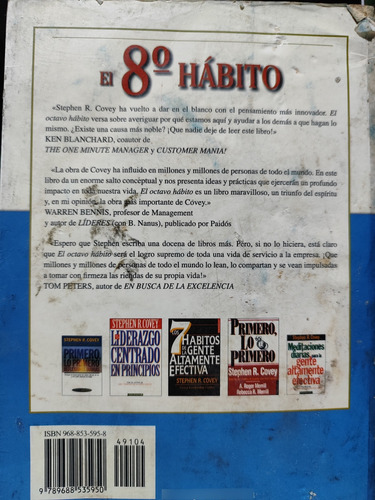 El 8º HÁBITO
«Stephen R. Covey ha vuelto a dar en el blanco con el pensamiento más innovador. El
octavo hábito versa sobre averiguar por qué estamos aquí y ayudar a los demás a que hagan
lo mismo. ¿Existe una causa más noble? ¡Que nadie deje de leer este libro!»
KEN BLANCHARD, coautor de
THE ONE MINUTE MANAGER y CUSTOMER MANIA!
«La obra de Covey ha influido en millones y millones de personas de todo el mundo. En este
libro da un enorme salto conceptual y nos presenta ideas y prácticas que ejercerán un profundo
impacto en toda nuestra vida. El octavo hábito es un libro maravilloso, un triunfo del espíritu
y, en mi opinión, la obra más importante de Covey.»
WARREN BENNIS, profesor de Management
y autor de LÍDERES (con B. Nanus), publicado por Paidós
«Espero que Stephen escriba una docena de libros más. Pero, si no lo hiciera, está claro
que El octavo hábito será el logro supremo de toda una vida de servicio a la empresa. ¡Que
millones y millones de personas de todo el mundo lo lean, lo compartan y se vean impulsadas
a tomar con firmeza las riendas de su propia vida!»
TOM PETERS, autor de EN BUSCA DE LA EXCELENCIA
STEPHEN R. COVEY
PRIMERO,
LO PRIMERO
STEPHEN R. COVEY
LIDERAZGO
CENTRADO
EN
PRINCIPIOS
LOS
7 HÁBITOS
DE LA GENTE
ALTAMENTE
EFECTIVA
STEPHEN R. COVEY
PRIMERO,
LO PRIMERO
Stephen R. Covey
A. Roger Merrill
Rebecca R. Merrill
STEPHEN R. COVEY
Meditaciones
diarias para la
gente
altamente
efectiva
ISBN 968-853-595-8
49104
9 789688 535950